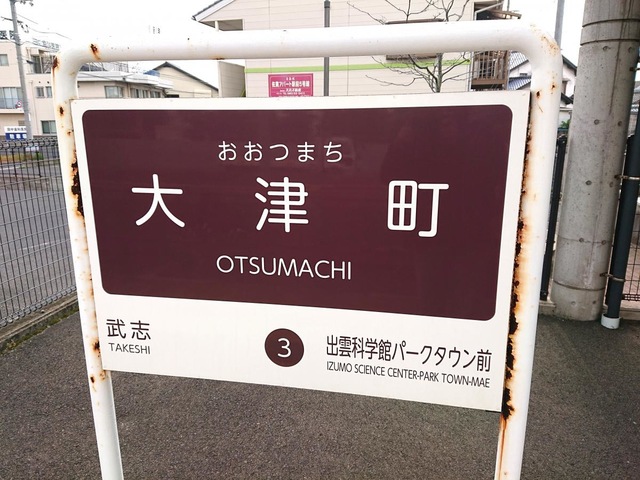 おおつまち
大津町
OTSUMACHI
武志
TAKESHI
3
出雲科学館パークタウン前
IZUMO SCIENCE CENTER-PARK TOWN-MAE